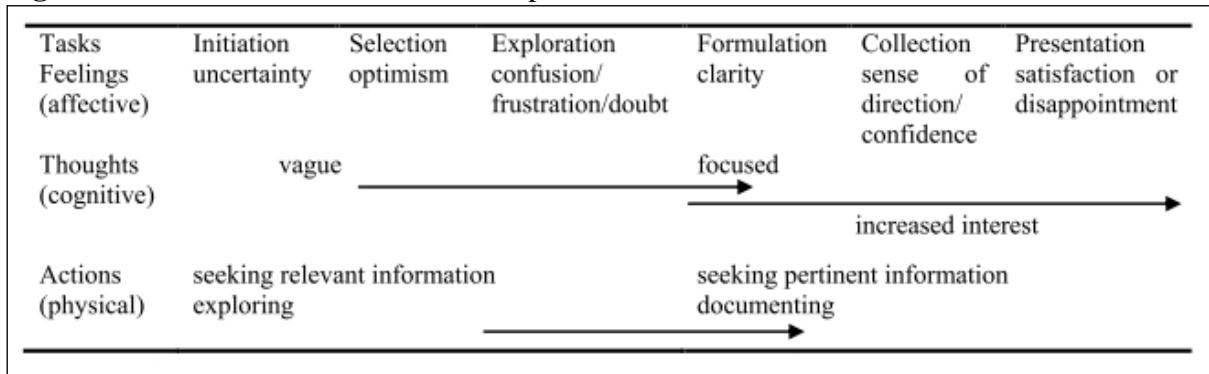 Tasks Initiation Selection Exploration Formulation Collection Presentation
Feelings uncertainty optimism confusion/ clarity sense of satisfaction or
(affective) frustration/doubt direction/ disappointment
confidence
Thoughts vague focused
(cognitive)
increased interest
Actions seeking relevant information seeking pertinent information
(physical) exploring documenting